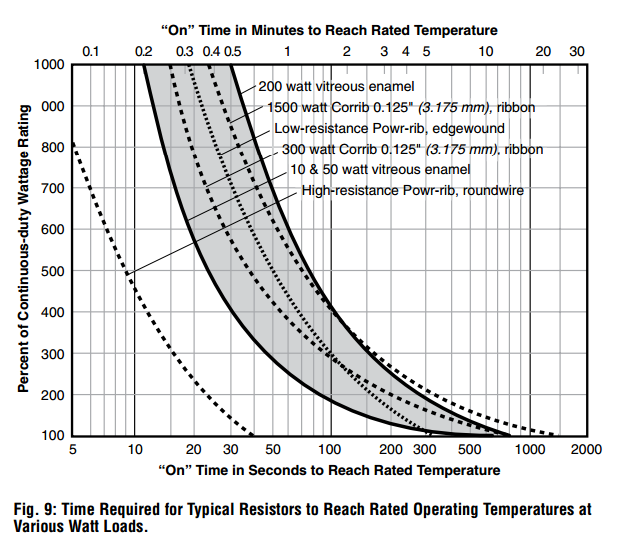 “On” Time in Minutes to Reach Rated Temperature
0.1 0.2 0.3 0.4 0.5 1 2 3 4 5 10 20 30
Percent of Continuous-duty Wattage Rating
1000
000
800
700
600
500
400
300
200
100
200 watt vitreous enamel
1500 watt Corrib 0.125" (3.175 mm), ribbon
Low-resistance Powr-rib, edgewound
300 watt Corrib 0.125" (3.175 mm), ribbon
10 & 50 watt vitreous enamel
High-resistance Powr-rib, roundwire
5 10 20 30 50 100 200 300 500 1000 2000
“On” Time in Seconds to Reach Rated Temperature
Fig. 9: Time Required for Typical Resistors to Reach Rated Operating Temperatures at
Various Watt Loads.